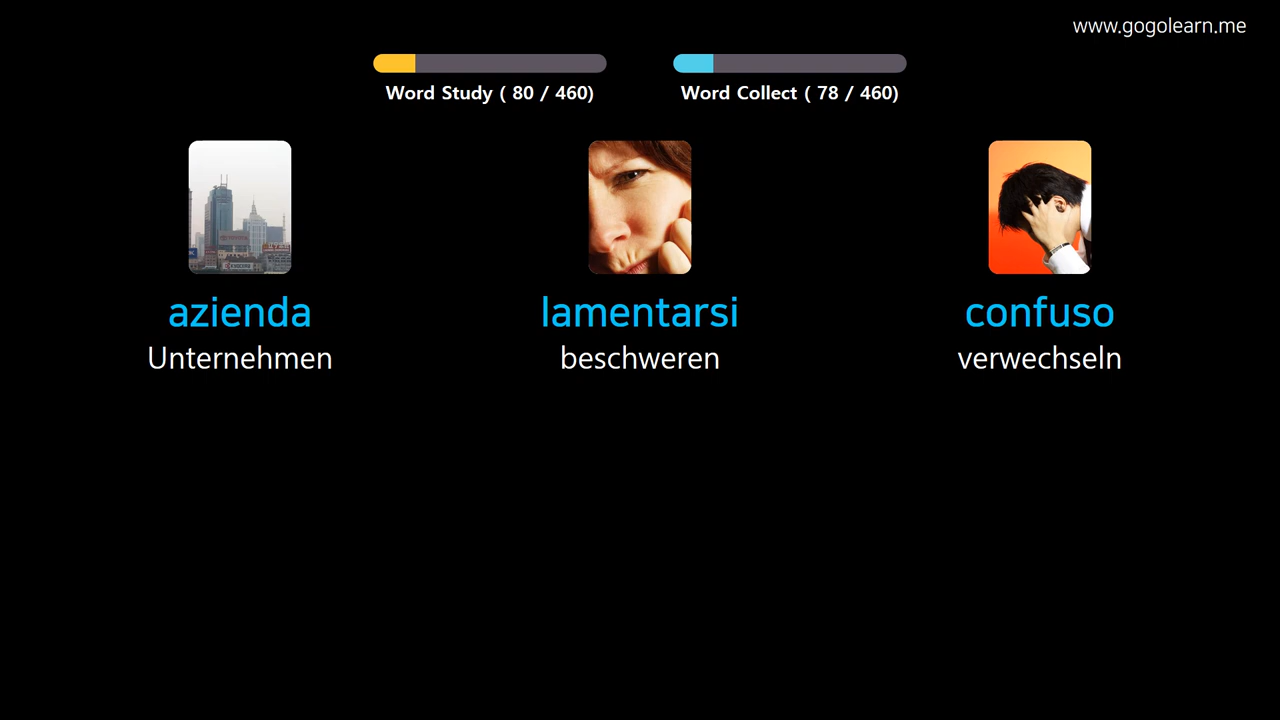 www.gogolearn.me
Word Study ( 80 / 460)
Word Collect ( 78 / 460)
azienda
Unternehmen
lamentarsi
beschweren
confuso
verwechseln